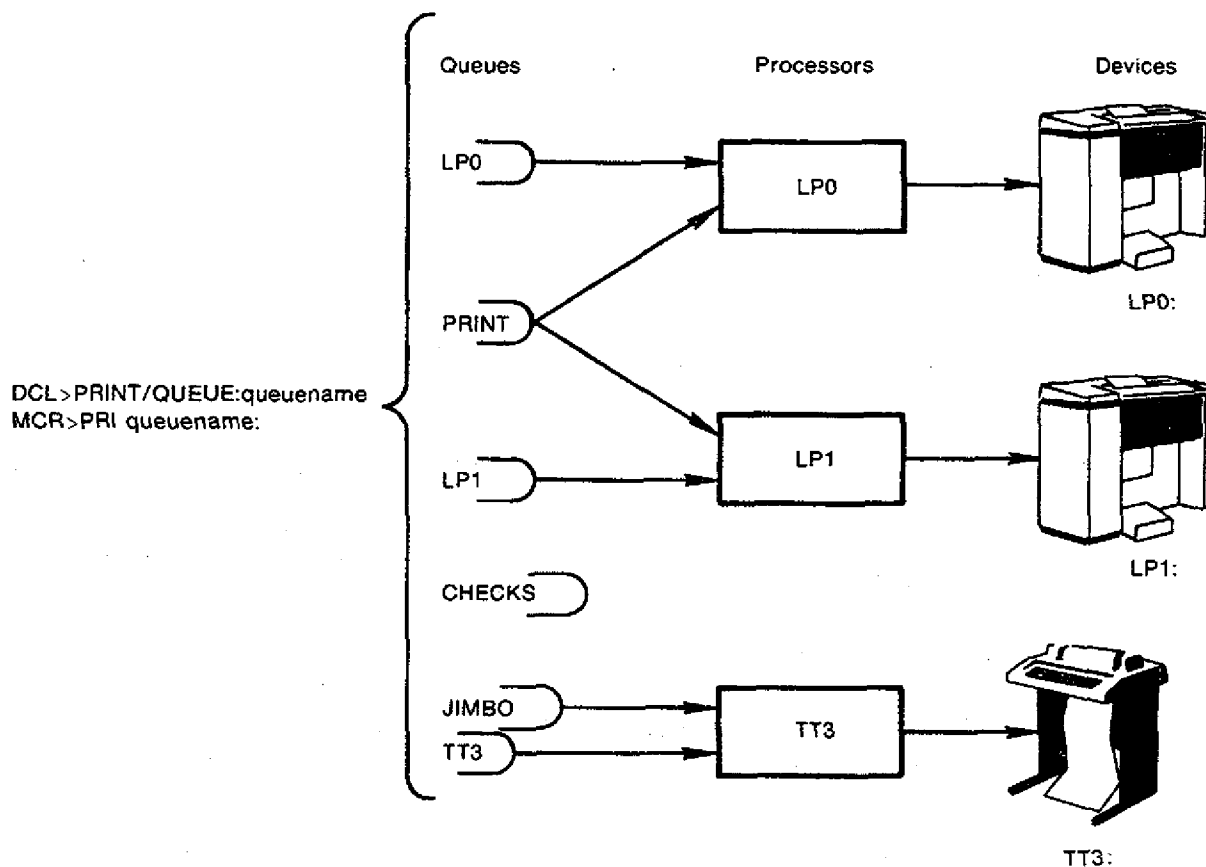 Queues Processors Devices
LP0 LP0
LP0:
PRINT
DCL>PRINT/QUEUE:queuename
MCR>PRI queuename:
LP1 LP1
LP1:
CHECKS
JIMBO TT3
TT3
TT3: